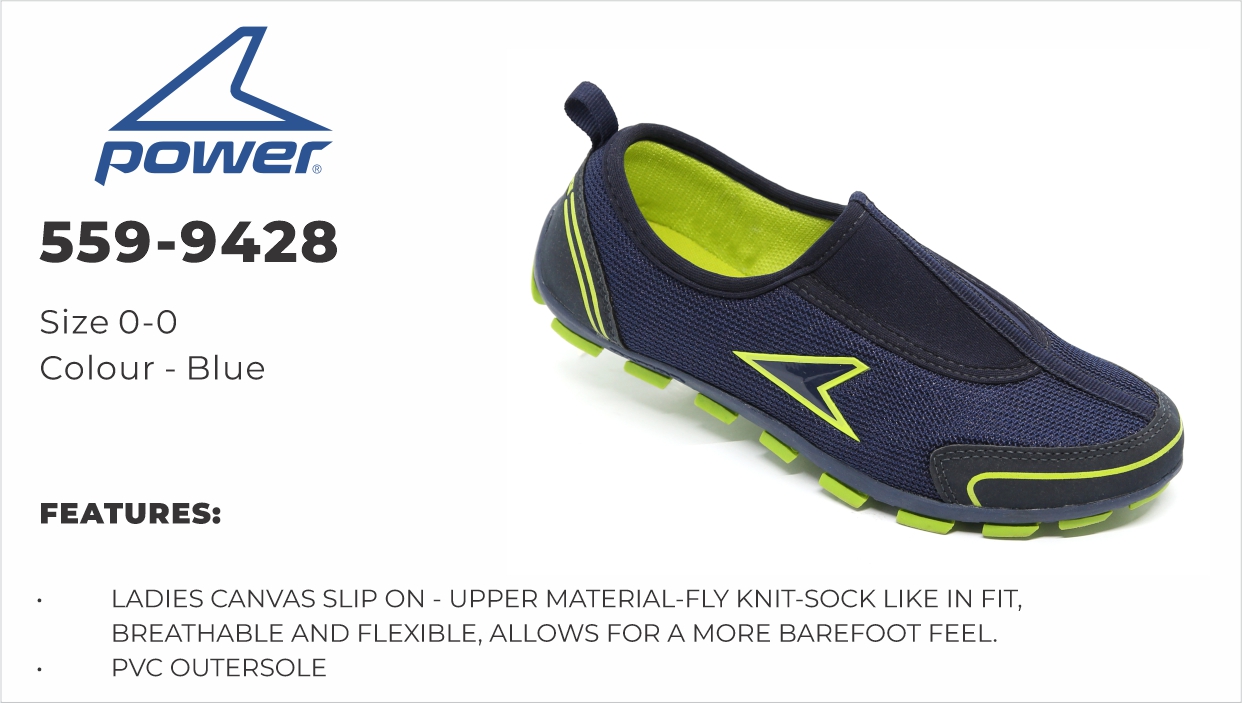 power®
559-9428
Size 0-0
Colour - Blue
FEATURES:
· LADIES CANVAS SLIP ON - UPPER MATERIAL-FLY KNIT-SOCK LIKE IN FIT,
BREATHABLE AND FLEXIBLE, ALLOWS FOR A MORE BAREFOOT FEEL.
· PVC OUTERSOLE